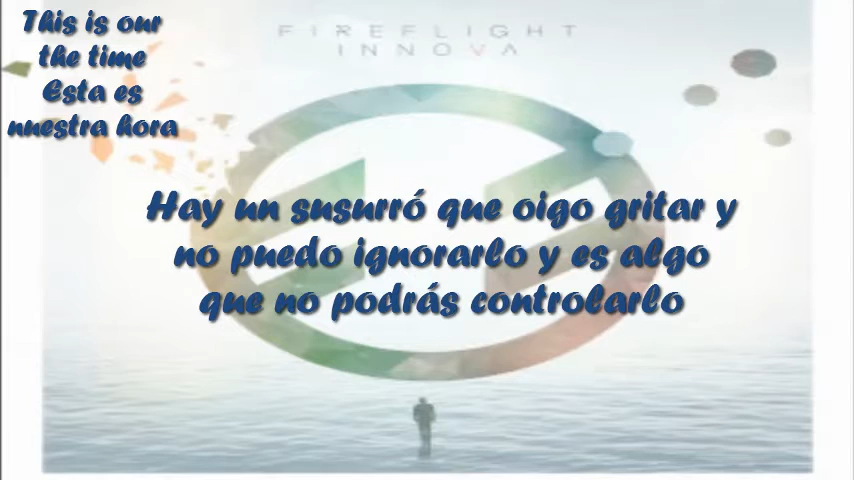 This is our
the time
Esta es
nuestra hora
FIREFLIGHT
INNOVA
Hay un susurró que oigo gritar y
no puedo ignorarlo y es algo
que no podrás controlarlo